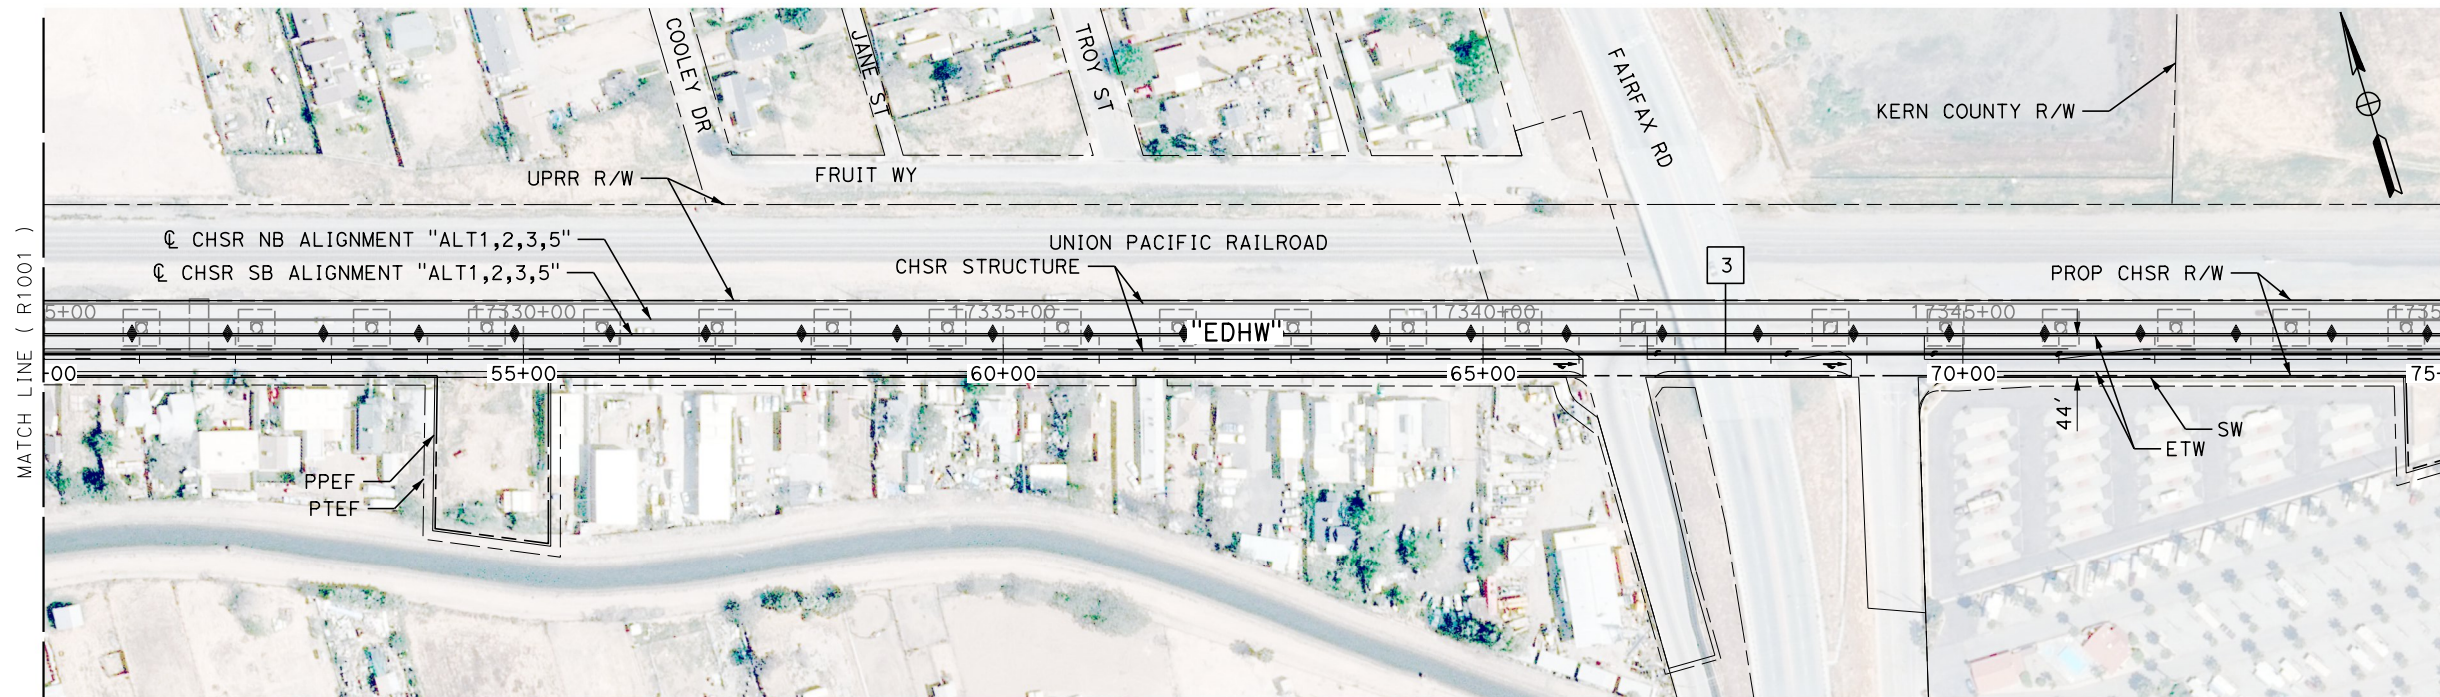 COOLEY DR
JANE ST
TROY ST
FAIRFAX RD
KERN COUNTY R/W
UPRR R/W
FRUIT WY
MATCH LINE ( R1001 )
℄ CHSR NB ALIGNMENT "ALT1,2,3,5"
UNION PACIFIC RAILROAD
℄ CHSR SB ALIGNMENT "ALT1,2,3,5"
CHSR STRUCTURE
3
PROP CHSR R/W
5+00
17330+00
17335+00
17340+00
17345+00
1735
"EDHW"
00
55+00
60+00
65+00
70+00
75-
44'
SW
ETW
PPEF
PTEF